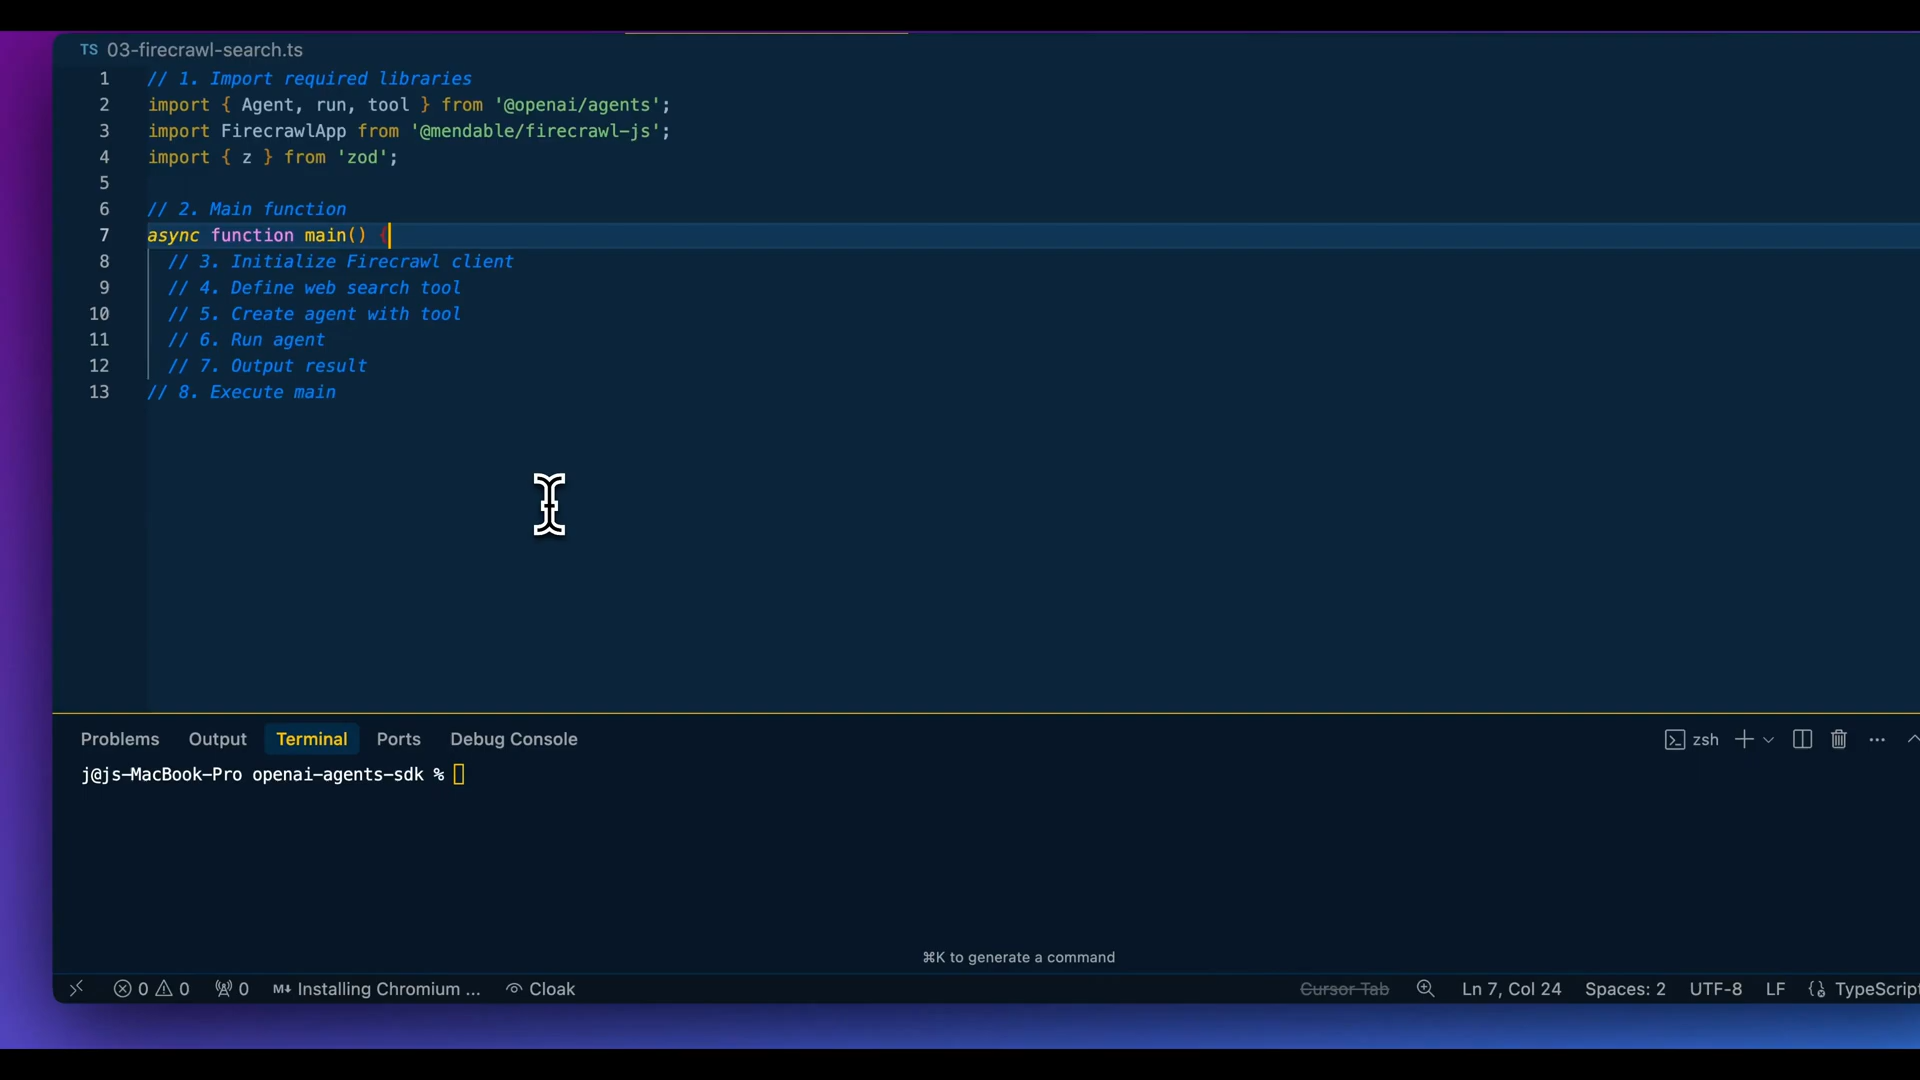 TS 03-firecrawl-search.ts
1 // 1. Import required libraries
2 import { Agent, run, tool } from '@openai/agents';
3 import FirecrawlApp from '@mendable/firecrawl-js';
4 import { z } from 'zod';
5
6 // 2. Main function
7 async function main() {
8 // 3. Initialize Firecrawl client
9 // 4. Define web search tool
10 // 5. Create agent with tool
11 // 6. Run agent
12 // 7. Output result
13 // 8. Execute main
Problems Output Terminal Ports Debug Console zsh
j@js-MacBook-Pro openai-agents-sdk %
⌘K to generate a command
0 0 0 M↓ Installing Chromium ... Cloak Cursor Tab Ln 7, Col 24 Spaces: 2 UTF-8 LF {} TypeScript